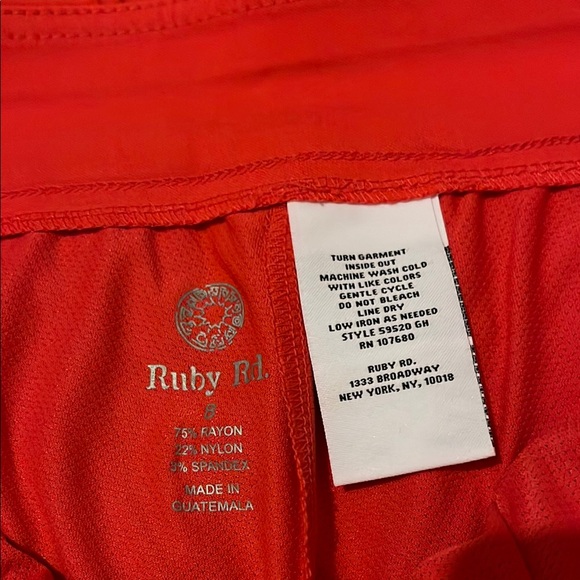 Ruby Rd.
8
75% RAYON
22% NYLON
3% SPANDEX
MADE IN
GUATEMALA
TURN GARMENT
INSIDE OUT
MACHINE WASH COLD
WITH LIKE COLORS
GENTLE CYCLE
DO NOT BLEACH
LINE DRY
LOW IRON AS NEEDED
STYLE 59520 GH
RN 107680
RUBY RD.
1333 BROADWAY
NEW YORK, NY, 10018